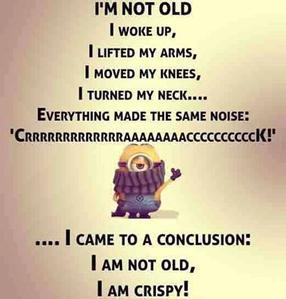 I'M NOT OLD
I WOKE UP,
I LIFTED MY ARMS,
I MOVED MY KNEES,
I TURNED MY NECK....
EVERYTHING MADE THE SAME NOISE:
'CRRRRRRRRRRRRRAAAAAAAACCCCCCCCCCK!'
.... I CAME TO A CONCLUSION:
I AM NOT OLD,
I AM CRISPY!